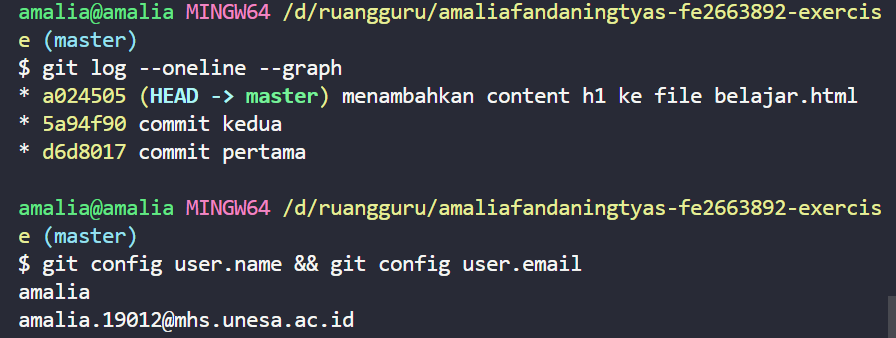 amalia@amalia MINGW64 /d/ruangguru/amaliafandaningtyas-fe2663892-exercis
e (master)
$ git log --oneline --graph
* a024505 (HEAD -> master) menambahkan content h1 ke file belajar.html
* 5a94f90 commit kedua
* d6d8017 commit pertama
amalia@amalia MINGW64 /d/ruangguru/amaliafandaningtyas-fe2663892-exercis
e (master)
$ git config user.name && git config user.email
amalia
amalia.19012@mhs.unesa.ac.id